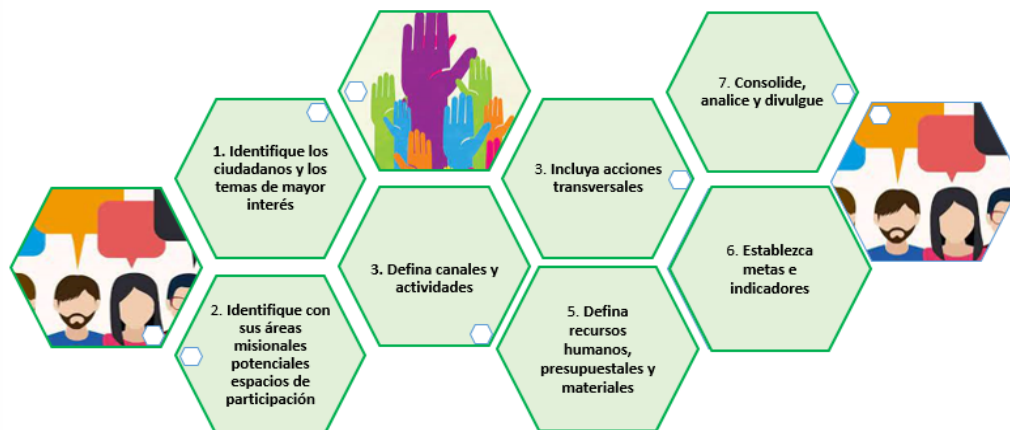 1. Identifique los
ciudadanos y los
temas de mayor
interés
2. Identifique con
sus áreas
misionales
potenciales
espacios de
participación
3. Defina canales y
actividades
3. Incluya acciones
transversales
5. Defina
recursos
humanos,
presupuestales y
materiales
6. Establezca
metas e
indicadores
7. Consolide,
analice y divulgue